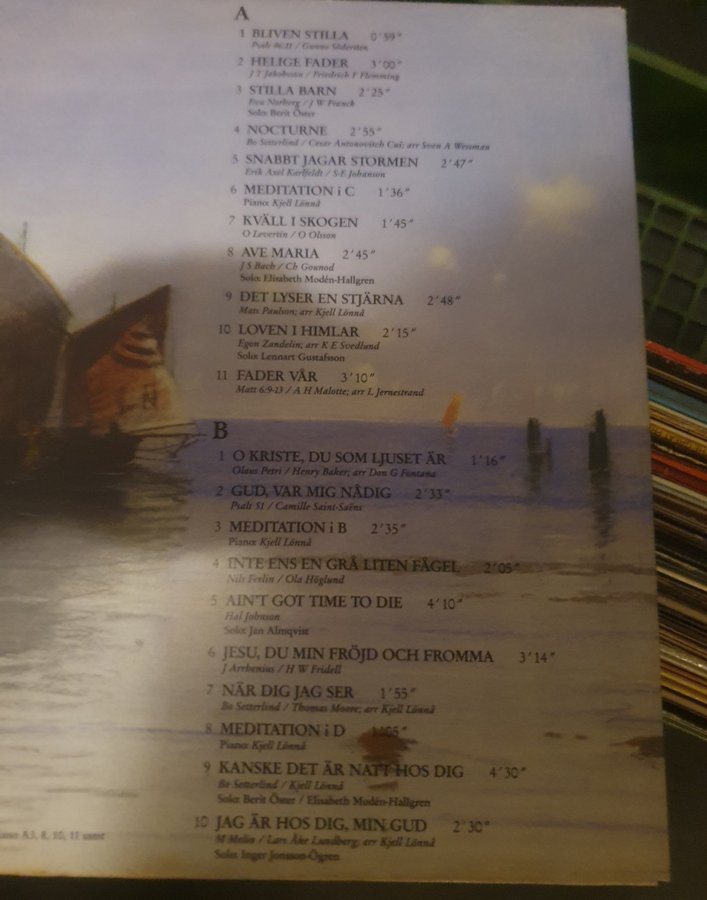 A
1 BLIVEN STILLA 0'59"
Psalt 46:11 / Gunno Södersten
2 HELIGE FADER 3'00"
J T Jakobsson / Friedrich F Flemming
3 STILLA BARN 2'25"
Eva Norberg / J W Franck
Solo: Berit Öster
4 NOCTURNE 2'55"
Bo Setterlind / Cesar Antonovitch Cui; arr Sven A Wessman
5 SNABBT JAGAR STORMEN 2'47"
Erik Axel Karlfeldt / S-E Johanson
6 MEDITATION i C 1'36"
Piano: Kjell Lönnå
7 KVÄLL I SKOGEN 1'45"
O Levertin / O Olsson
8 AVE MARIA 2'45"
J S Bach / Ch Gounod
Solo: Elisabeth Modén-Hallgren
9 DET LYSER EN STJÄRNA 2'48"
Mats Paulson; arr Kjell Lönnå
10 LOVEN I HIMLAR 2'15"
Egon Zandelin; arr K E Svedlund
Solo: Lennart Gustafsson
11 FADER VÅR 3'10"
Matt 6:9-13 / A H Malotte; arr L Jernestrand
B
1 O KRISTE, DU SOM LJUSET ÄR 1'16"
Olaus Petri / Henry Baker; arr Don G Fontana
2 GUD, VAR MIG NÅDIG 2'33"
Psalt 51 / Camille Saint-Saëns
3 MEDITATION i B 2'35"
Piano: Kjell Lönnå
4 INTE ENS EN GRÅ LITEN FÅGEL 2'05"
Nils Ferlin / Ola Höglund
5 AIN'T GOT TIME TO DIE 4'10"
Hal Johnson
Solo: Jan Almqvist
6 JESU, DU MIN FRÖJD OCH FROMMA 3'14"
J Arrhenius / H W Fridell
7 NÄR DIG JAG SER 1'55"
Bo Setterlind / Thomas Moore; arr Kjell Lönnå
8 MEDITATION i D
Piano: Kjell Lönnå
9 KANSKE DET ÄR NATT HOS DIG 4'30"
Bo Setterlind / Kjell Lönnå
Solo: Berit Öster / Elisabeth Modén-Hallgren
10 JAG ÄR HOS DIG, MIN GUD 2'30"
M Melin / Lars Åke Lundberg; arr Kjell Lönnå
Solo: Inger Jonsson-Ögren
A3, 8, 10, 11 samt